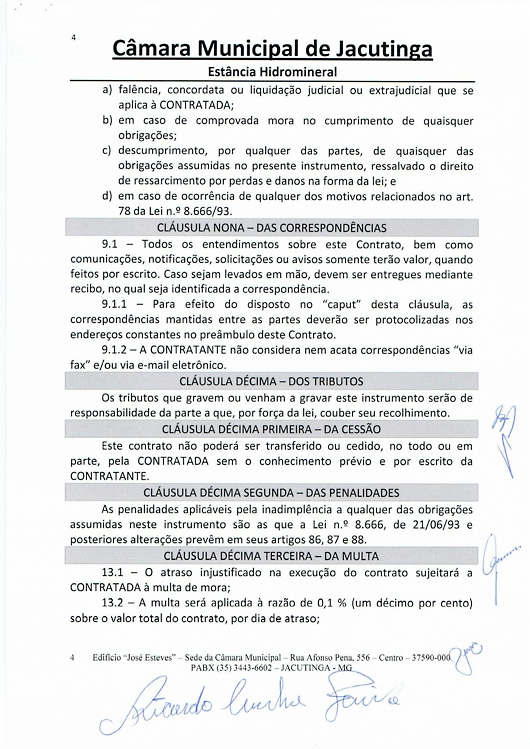 4
Câmara Municipal de Jacutinga
Estância Hidromineral
a) falência, concordata ou liquidação judicial ou extrajudicial que se
aplica à CONTRATADA;
b) em caso de comprovada mora no cumprimento de quaisquer
obrigações;
c) descumprimento, por qualquer das partes, de quaisquer das
obrigações assumidas no presente instrumento, ressalvado o direito
de ressarcimento por perdas e danos na forma da lei; e
d) em caso de ocorrência de qualquer dos motivos relacionados no art.
78 da Lei n.º 8.666/93.
CLÁUSULA NONA – DAS CORRESPONDÊNCIAS
9.1 – Todos os entendimentos sobre este Contrato, bem como
comunicações, notificações, solicitações ou avisos somente terão valor, quando
feitos por escrito. Caso sejam levados em mão, devem ser entregues mediante
recibo, no qual seja identificada a correspondência.
9.1.1 – Para efeito do disposto no “caput” desta cláusula, as
correspondências mantidas entre as partes deverão ser protocolizadas nos
endereços constantes no preâmbulo deste Contrato.
9.1.2 – A CONTRATANTE não considera nem acata correspondências “via
fax” e/ou via e-mail eletrônico.
CLÁUSULA DÉCIMA – DOS TRIBUTOS
Os tributos que gravem ou venham a gravar este instrumento serão de
responsabilidade da parte a que, por força da lei, couber seu recolhimento.
CLÁUSULA DÉCIMA PRIMEIRA – DA CESSÃO
Este contrato não poderá ser transferido ou cedido, no todo ou em
parte, pela CONTRATADA sem o conhecimento prévio e por escrito da
CONTRATANTE.
CLÁUSULA DÉCIMA SEGUNDA – DAS PENALIDADES
As penalidades aplicáveis pela inadimplência a qualquer das obrigações
assumidas neste instrumento são as que a Lei n.º 8.666, de 21/06/93 e
posteriores alterações prevêm em seus artigos 86, 87 e 88.
CLÁUSULA DÉCIMA TERCEIRA – DA MULTA
13.1 – O atraso injustificado na execução do contrato sujeitará a
CONTRATADA à multa de mora;
13.2 – A multa será aplicada à razão de 0,1 % (um décimo por cento)
sobre o valor total do contrato, por dia de atraso;
4 Edifício “José Esteves” – Sede da Câmara Municipal – Rua Afonso Pena, 556 – Centro – 37590-000
PABX (35) 3443-6602 – JACUTINGA - MG
Ricardo Cunha Faria